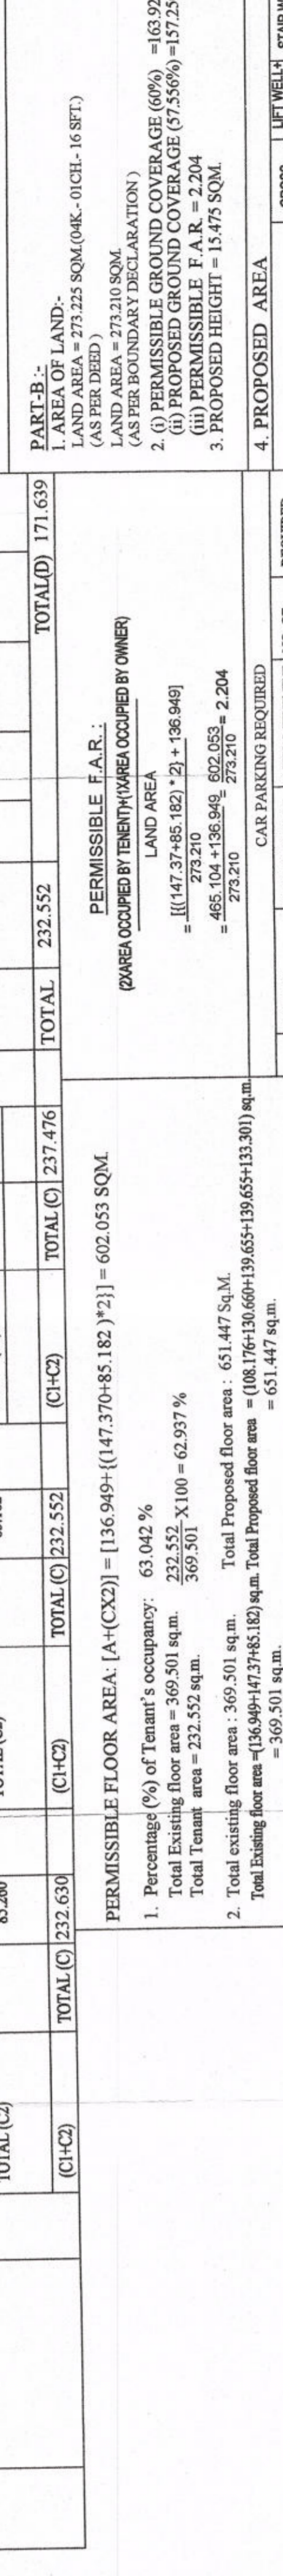 TOTAL (C2)
85.260
(C1+C2)
TOTAL (C) 232.630
(C1+C2)
TOTAL (C) 232.552
(C1+C2)
TOTAL (C) 237.476
TOTAL 232.552
TOTAL(D) 171.639
PERMISSIBLE FLOOR AREA: [A+(CX2)] = [136.949+{(147.370+85.182 )*2}] = 602.053 SQM.
1. Percentage (%) of Tenant's occupancy: 63.042 %
Total Existing floor area = 369.501 sq.m. 232.552 X100 = 62.937 %
Total Tenant area = 232.552 sq.m. 369.501
2. Total existing floor area : 369.501 sq.m. Total Proposed floor area : 651.447 Sq.M.
Total Existing floor area =(136.949+147.37+85.182) sq.m. Total Proposed floor area = (108.176+130.660+139.655+139.655+133.301) sq.m.
= 369.501 sq.m. = 651.447 sq.m.
PERMISSIBLE F.A.R. :
(2XAREA OCCUPIED BY TENENT)+(1XAREA OCCUPIED BY OWNER)
LAND AREA
= [{(147.37+85.182) * 2} + 136.949]
273.210
= 465.104 +136.949 = 602.053 = 2.204
273.210 273.210
CAR PARKING REQUIRED
PART-B :-
1. AREA OF LAND:-
LAND AREA = 273.225 SQM.(04K.- 01CH.- 16 SFT.)
(AS PER DEED )
LAND AREA = 273.210 SQM.
(AS PER BOUNDARY DECLARATION )
2. (i) PERMISSIBLE GROUND COVERAGE (60%) =163.92
(ii) PROPOSED GROUND COVERAGE (57.556%) =157.25
(iii) PERMISSIBLE F.A.R. = 2.204
3. PROPOSED HEIGHT = 15.475 SQM.
4. PROPOSED AREA
LIFT WELL+